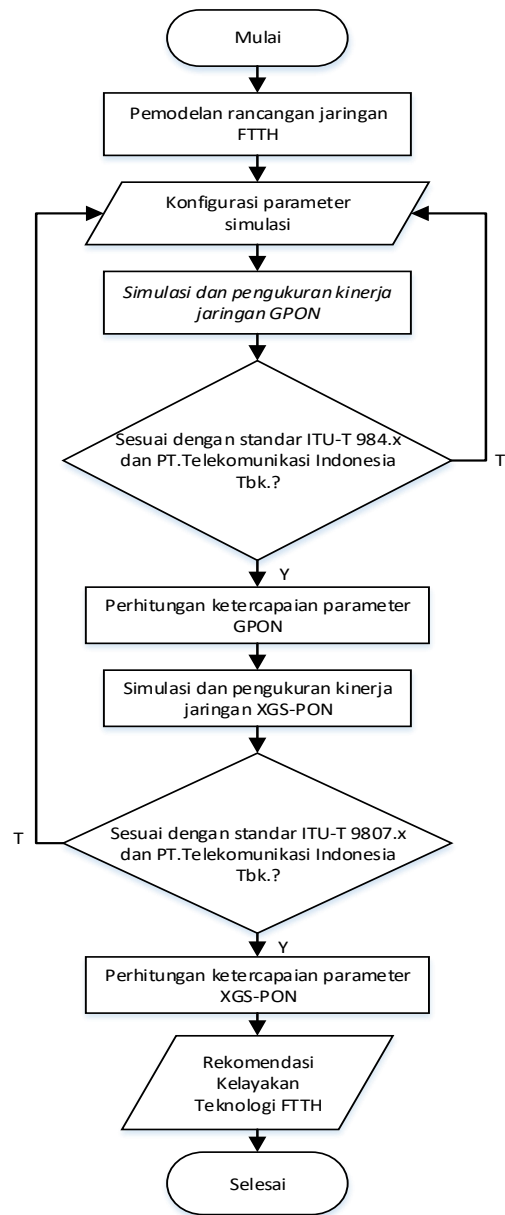 Mulai
Pemodelan rancangan jaringan
FTTH
Konfigurasi parameter
simulasi
Simulasi dan pengukuran kinerja
jaringan GPON
Sesuai dengan standar ITU-T 984.x
dan PT.Telekomunikasi Indonesia
Tbk.?
T
Y
Perhitungan ketercapaian parameter
GPON
Simulasi dan pengukuran kinerja
jaringan XGS-PON
T
Sesuai dengan standar ITU-T 9807.x
dan PT.Telekomunikasi Indonesia
Tbk.?
Y
Perhitungan ketercapaian parameter
XGS-PON
Rekomendasi
Kelayakan
Teknologi FTTH
Selesai